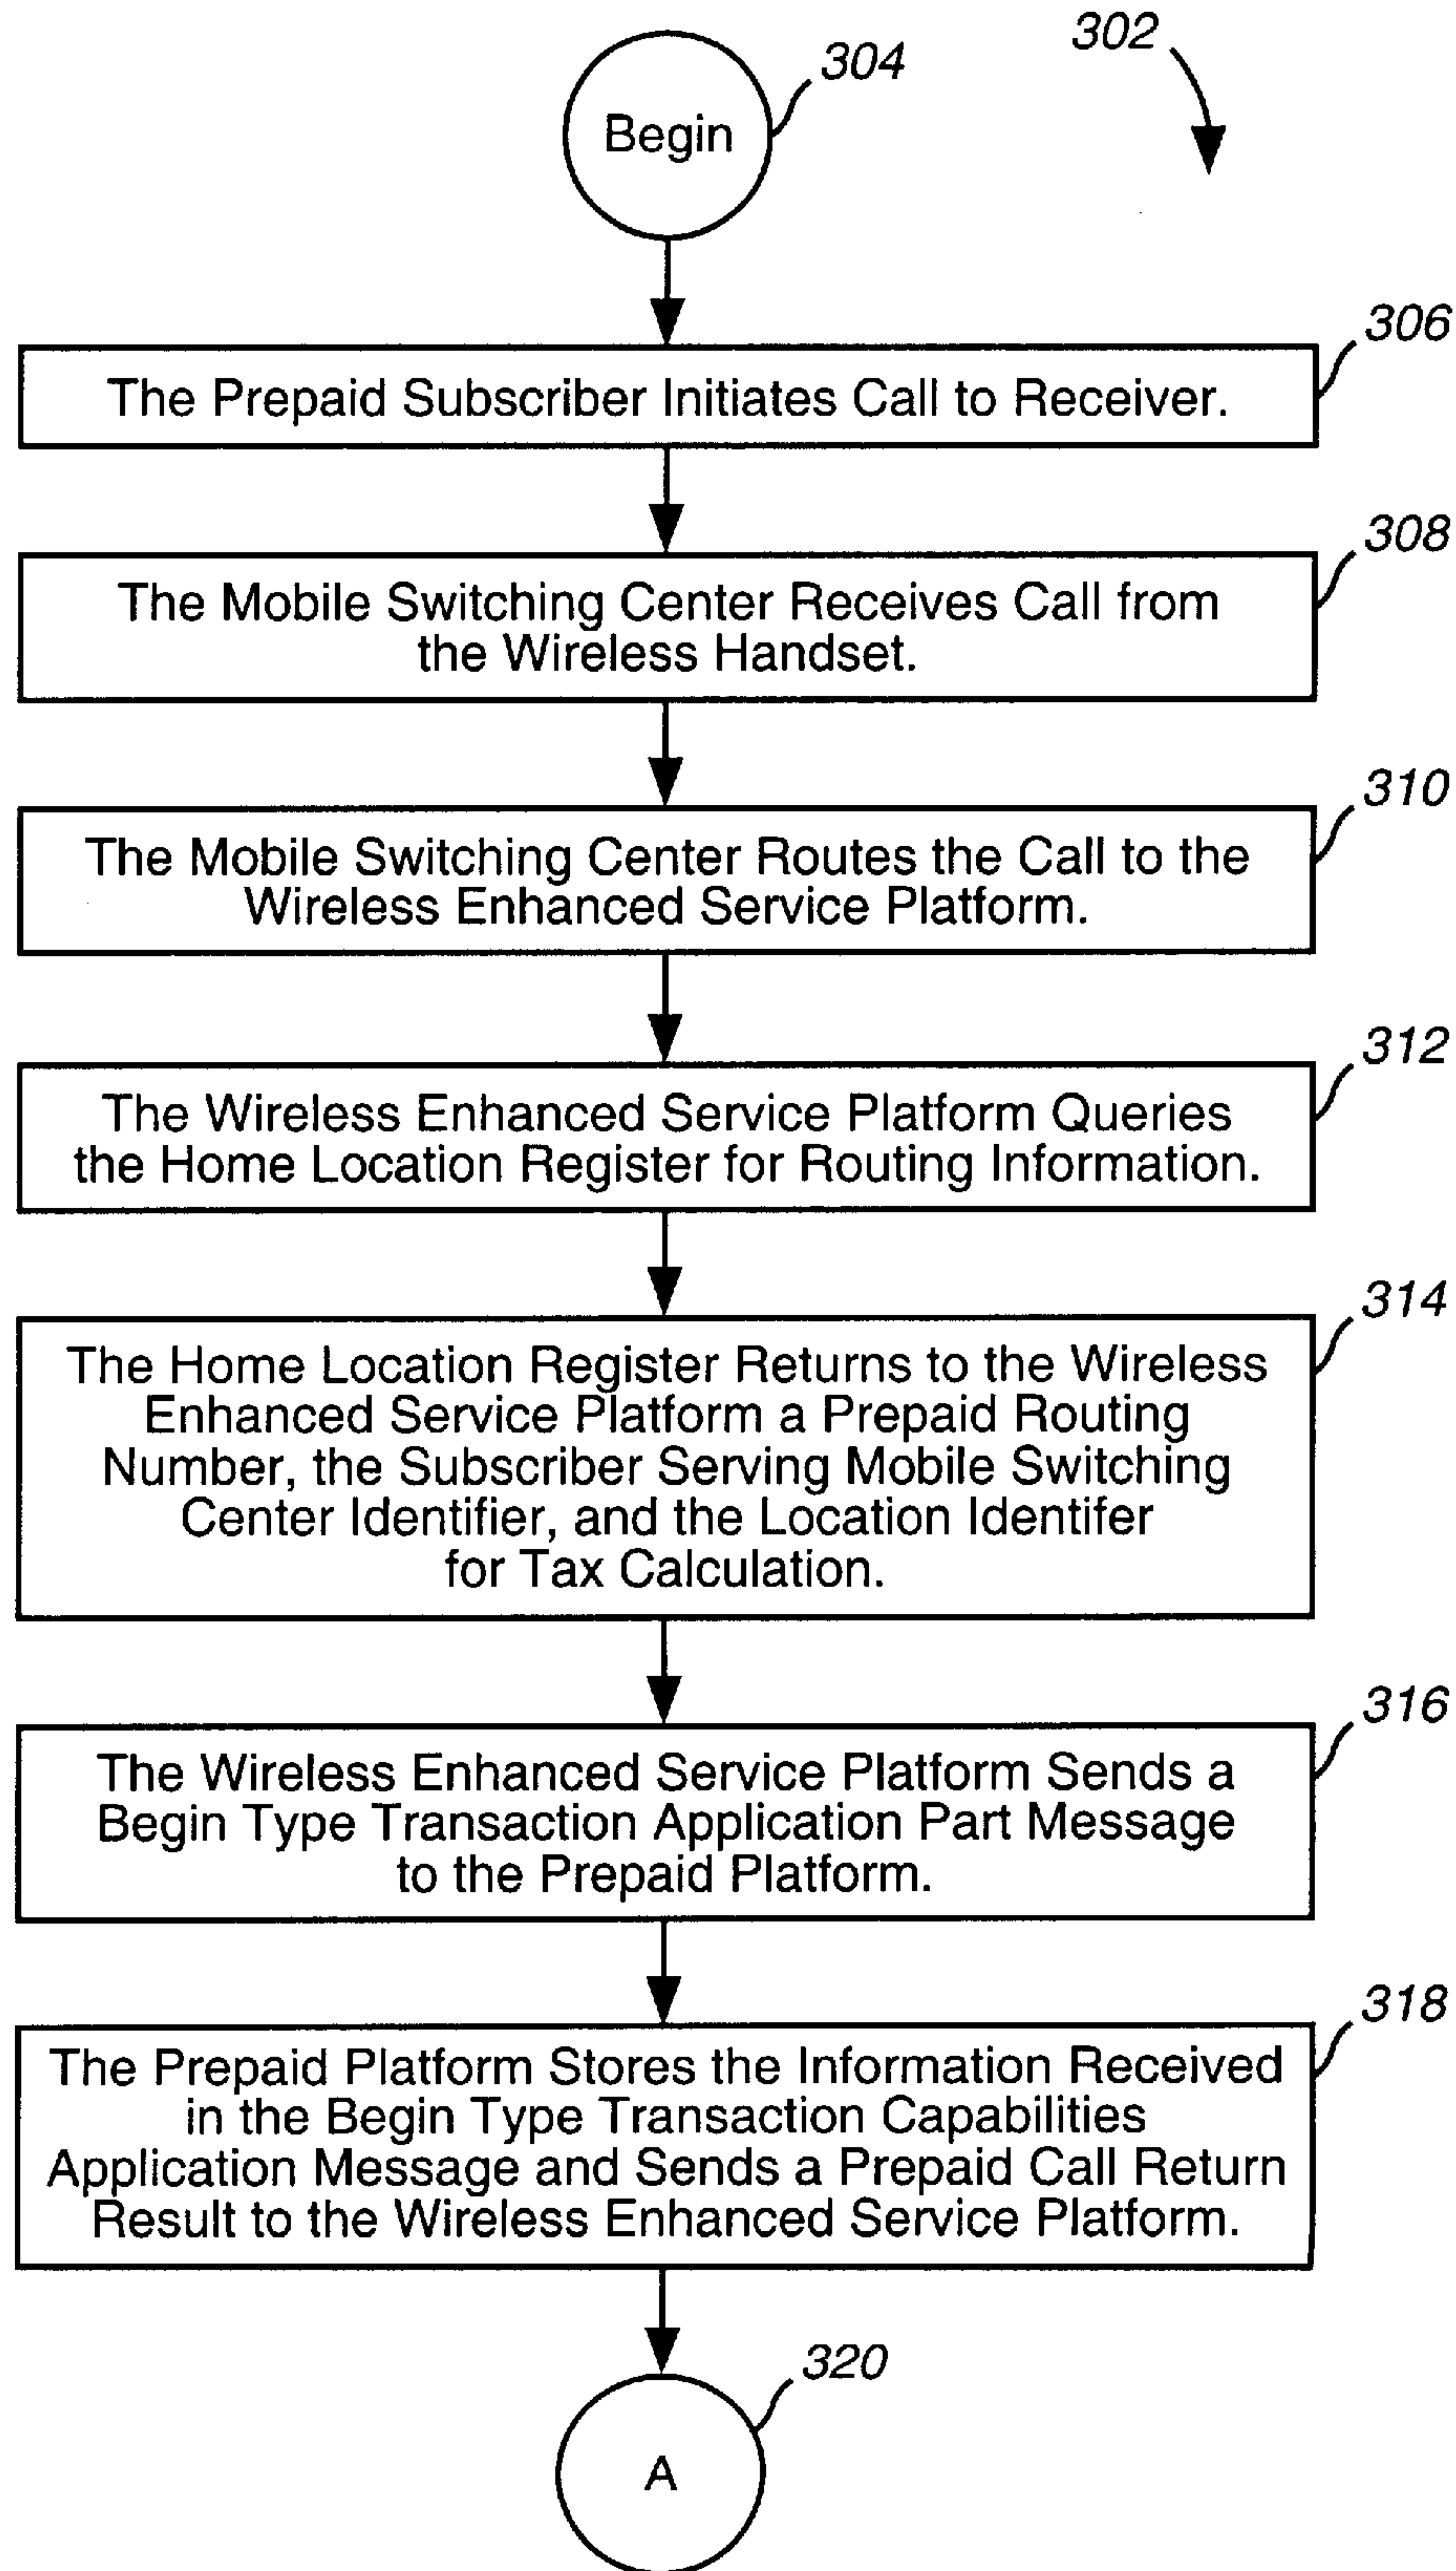 302
304
Begin
306
The Prepaid Subscriber Initiates Call to Receiver.
308
The Mobile Switching Center Receives Call from
the Wireless Handset.
310
The Mobile Switching Center Routes the Call to the
Wireless Enhanced Service Platform.
312
The Wireless Enhanced Service Platform Queries
the Home Location Register for Routing Information.
314
The Home Location Register Returns to the Wireless
Enhanced Service Platform a Prepaid Routing
Number, the Subscriber Serving Mobile Switching
Center Identifier, and the Location Identifer
for Tax Calculation.
316
The Wireless Enhanced Service Platform Sends a
Begin Type Transaction Application Part Message
to the Prepaid Platform.
318
The Prepaid Platform Stores the Information Received
in the Begin Type Transaction Capabilities
Application Message and Sends a Prepaid Call Return
Result to the Wireless Enhanced Service Platform.
320
A